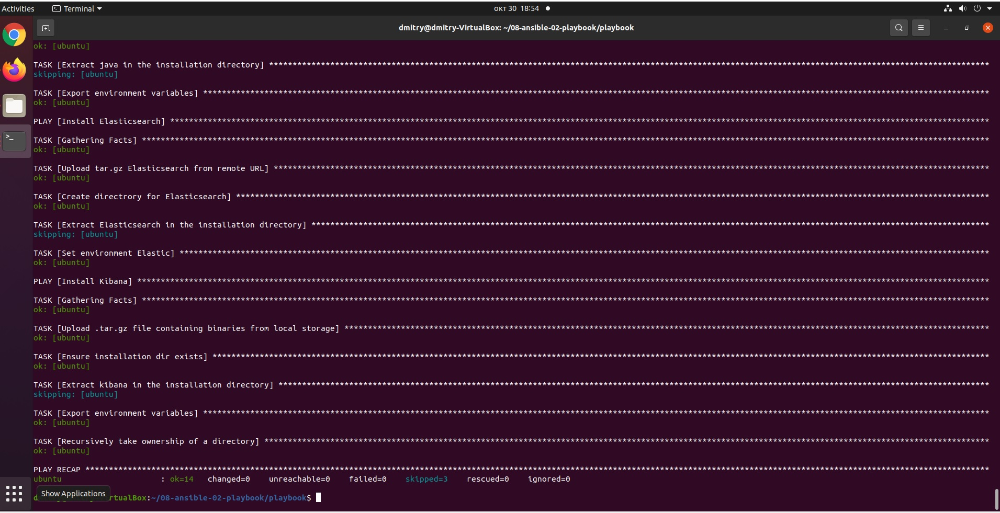 Activities Terminal окт 30 18:54
dmitry@dmitry-VirtualBox: ~/08-ansible-02-playbook/playbook
ok: [ubuntu]
TASK [Extract java in the installation directory] ****************************************************************************************************
skipping: [ubuntu]
TASK [Export environment variables] ****************************************************************************************************
ok: [ubuntu]
PLAY [Install Elasticsearch] ****************************************************************************************************
TASK [Gathering Facts] ****************************************************************************************************
ok: [ubuntu]
TASK [Upload tar.gz Elasticsearch from remote URL] ****************************************************************************************************
ok: [ubuntu]
TASK [Create directrory for Elasticsearch] ****************************************************************************************************
ok: [ubuntu]
TASK [Extract Elasticsearch in the installation directory] ****************************************************************************************************
skipping: [ubuntu]
TASK [Set environment Elastic] ****************************************************************************************************
ok: [ubuntu]
PLAY [Install Kibana] ****************************************************************************************************
TASK [Gathering Facts] ****************************************************************************************************
ok: [ubuntu]
TASK [Upload .tar.gz file containing binaries from local storage] ****************************************************************************************************
ok: [ubuntu]
TASK [Ensure installation dir exists] ****************************************************************************************************
ok: [ubuntu]
TASK [Extract kibana in the installation directory] ****************************************************************************************************
skipping: [ubuntu]
TASK [Export environment variables] ****************************************************************************************************
ok: [ubuntu]
TASK [Recursively take ownership of a directory] ****************************************************************************************************
ok: [ubuntu]
PLAY RECAP ****************************************************************************************************
ubuntu : ok=14 changed=0 unreachable=0 failed=0 skipped=3 rescued=0 ignored=0
Show Applications
rtualBox:~/08-ansible-02-playbook/playbook$